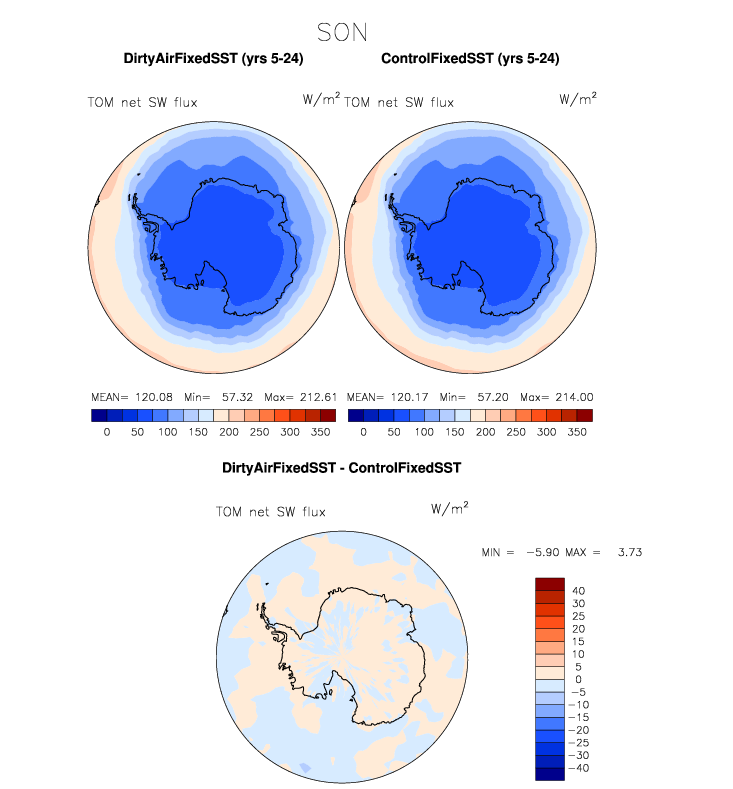 SON
DirtyAirFixedSST (yrs 5-24) ControlFixedSST (yrs 5-24)
TOM net SW flux W/m² TOM net SW flux W/m²
MEAN= 120.08 Min= 57.32 Max= 212.61 MEAN= 120.17 Min= 57.20 Max= 214.00
0 50 100 150 200 250 300 350 0 50 100 150 200 250 300 350
DirtyAirFixedSST - ControlFixedSST
TOM net SW flux W/m²
MIN = −5.90 MAX = 3.73
40
30
25
20
15
10
5
0
−5
−10
−15
−20
−25
−30
−40